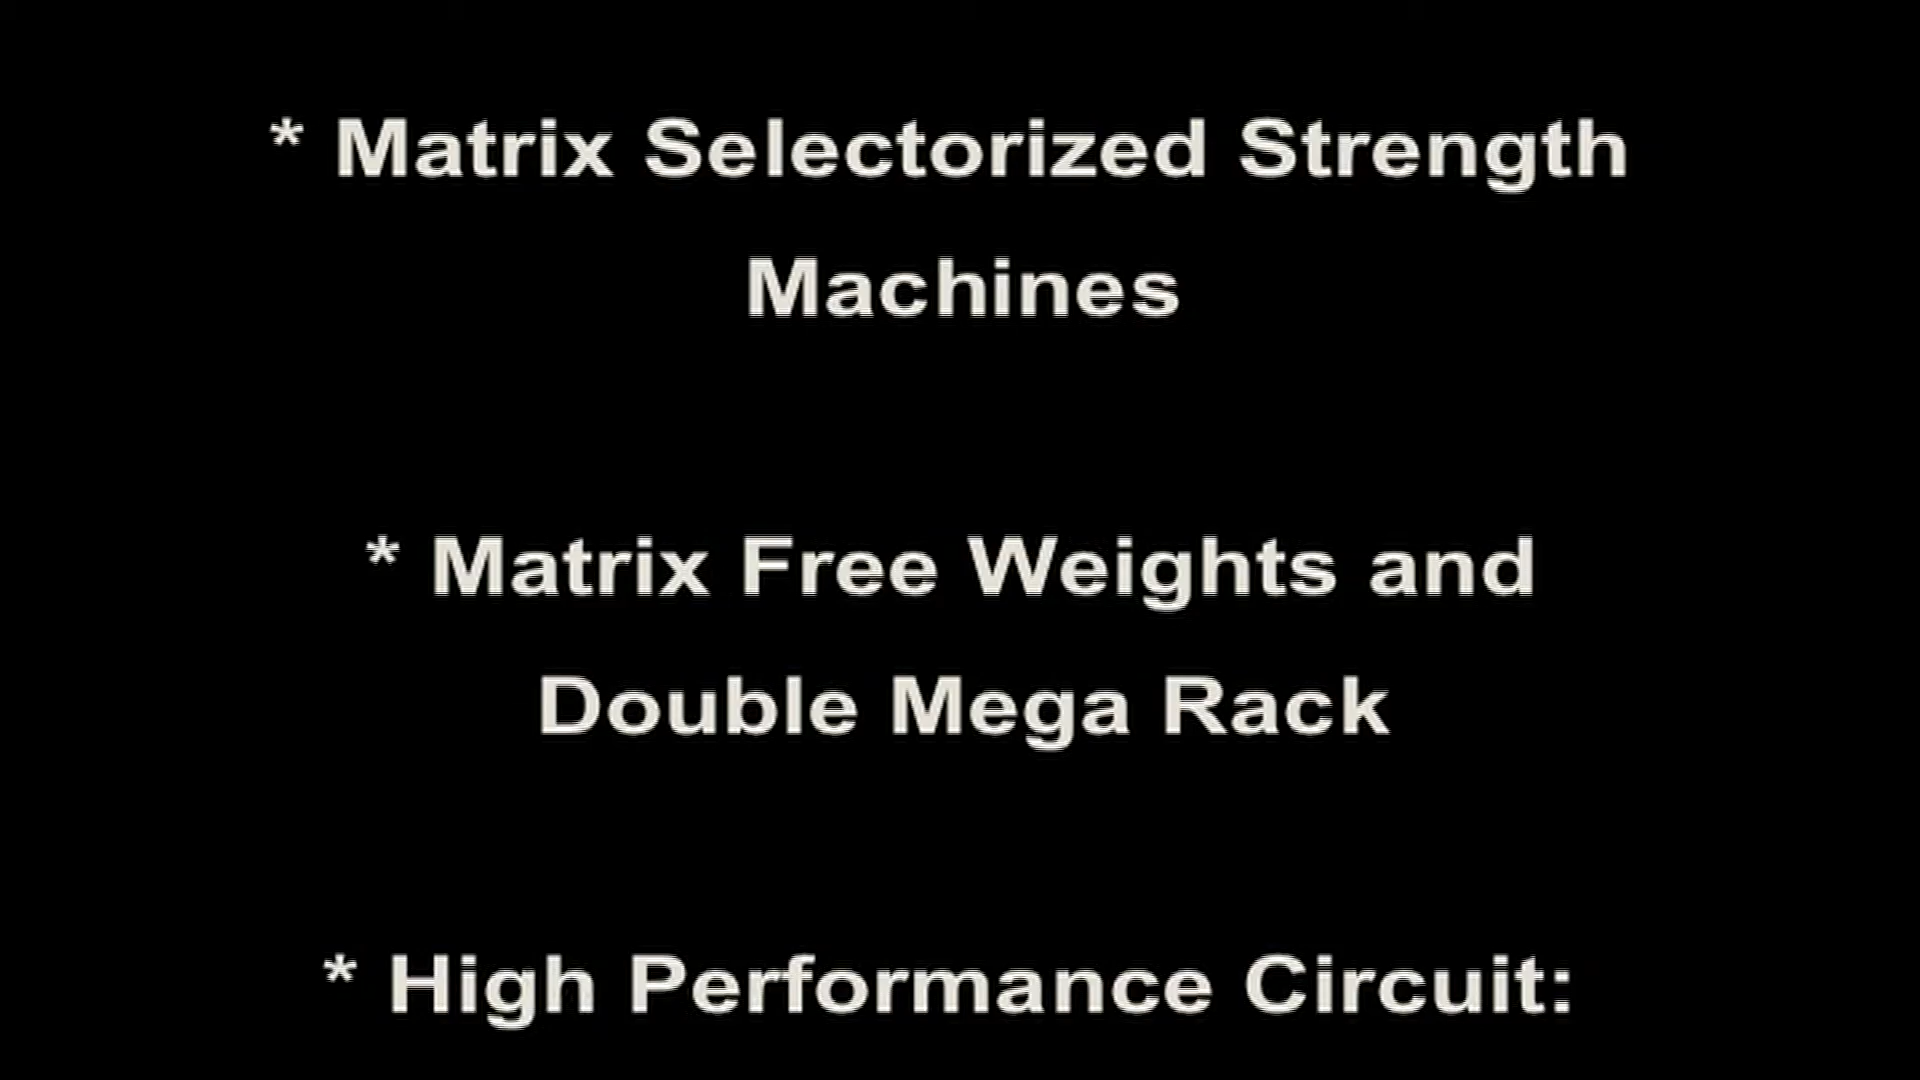 * Matrix Selectorized Strength
Machines
* Matrix Free Weights and
Double Mega Rack
* High Performance Circuit: